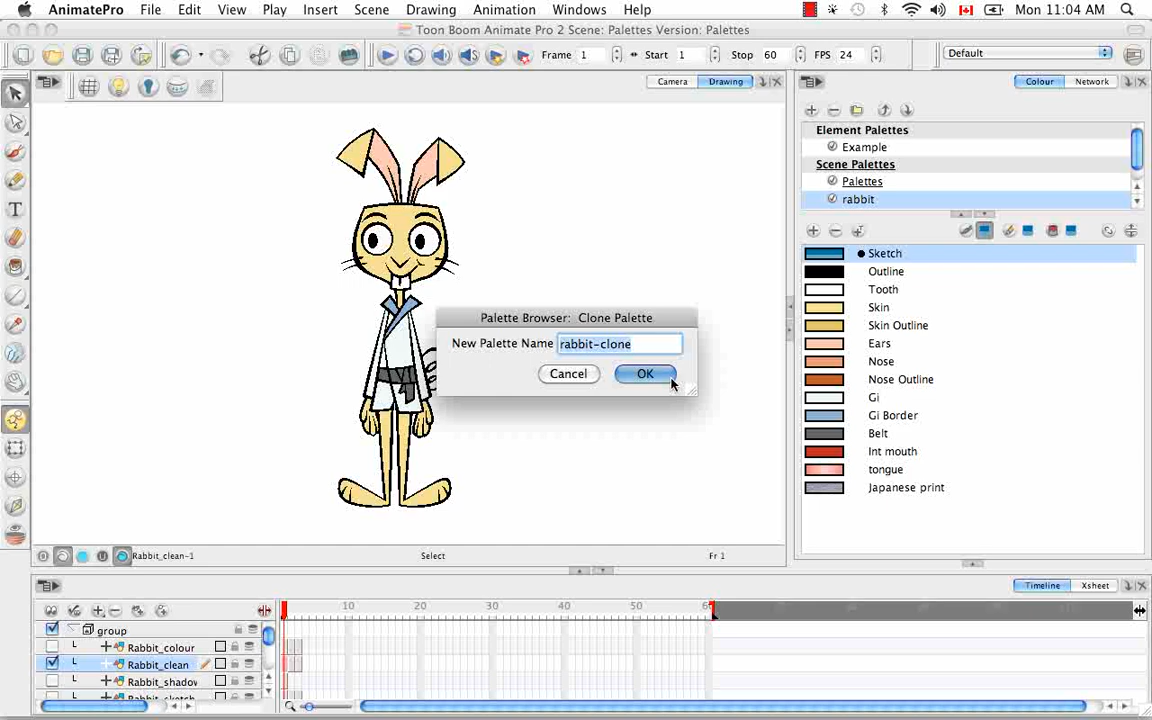 AnimatePro File Edit View Play Insert Scene Drawing Animation Windows Help Mon 11:04 AM
Toon Boom Animate Pro 2 Scene: Palettes Version: Palettes
Frame 1 Start 1 Stop 60 FPS 24 Default
Camera Drawing Colour Network
Element Palettes
Example
Scene Palettes
Palettes
rabbit
Sketch
Outline
Tooth
Skin
Skin Outline
Ears
Nose
Nose Outline
Gi
Gi Border
Belt
Int mouth
tongue
Japanese print
Palette Browser: Clone Palette
New Palette Name rabbit-clone
Cancel OK
Rabbit_clean-1 Select Fr 1
Timeline Xsheet
10 20 30 40 50
group
Rabbit_colour
Rabbit_clean
Rabbit_shadow